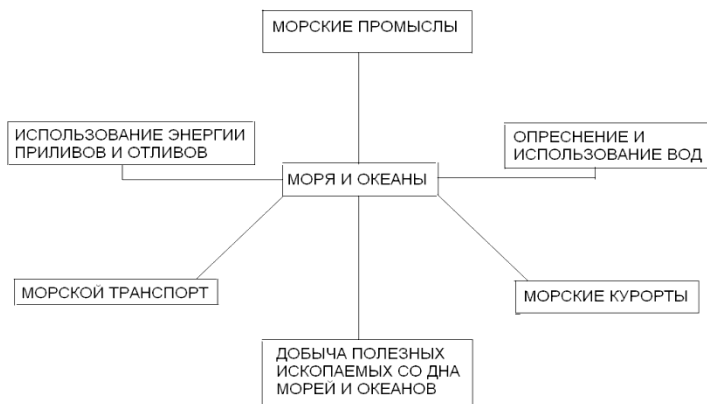 МОРСКИЕ ПРОМЫСЛЫ
ИСПОЛЬЗОВАНИЕ ЭНЕРГИИ
ПРИЛИВОВ И ОТЛИВОВ
ОПРЕСНЕНИЕ И
ИСПОЛЬЗОВАНИЕ ВОД
МОРЯ И ОКЕАНЫ
МОРСКОЙ ТРАНСПОРТ
МОРСКИЕ КУРОРТЫ
ДОБЫЧА ПОЛЕЗНЫХ
ИСКОПАЕМЫХ СО ДНА
МОРЕЙ И ОКЕАНОВ